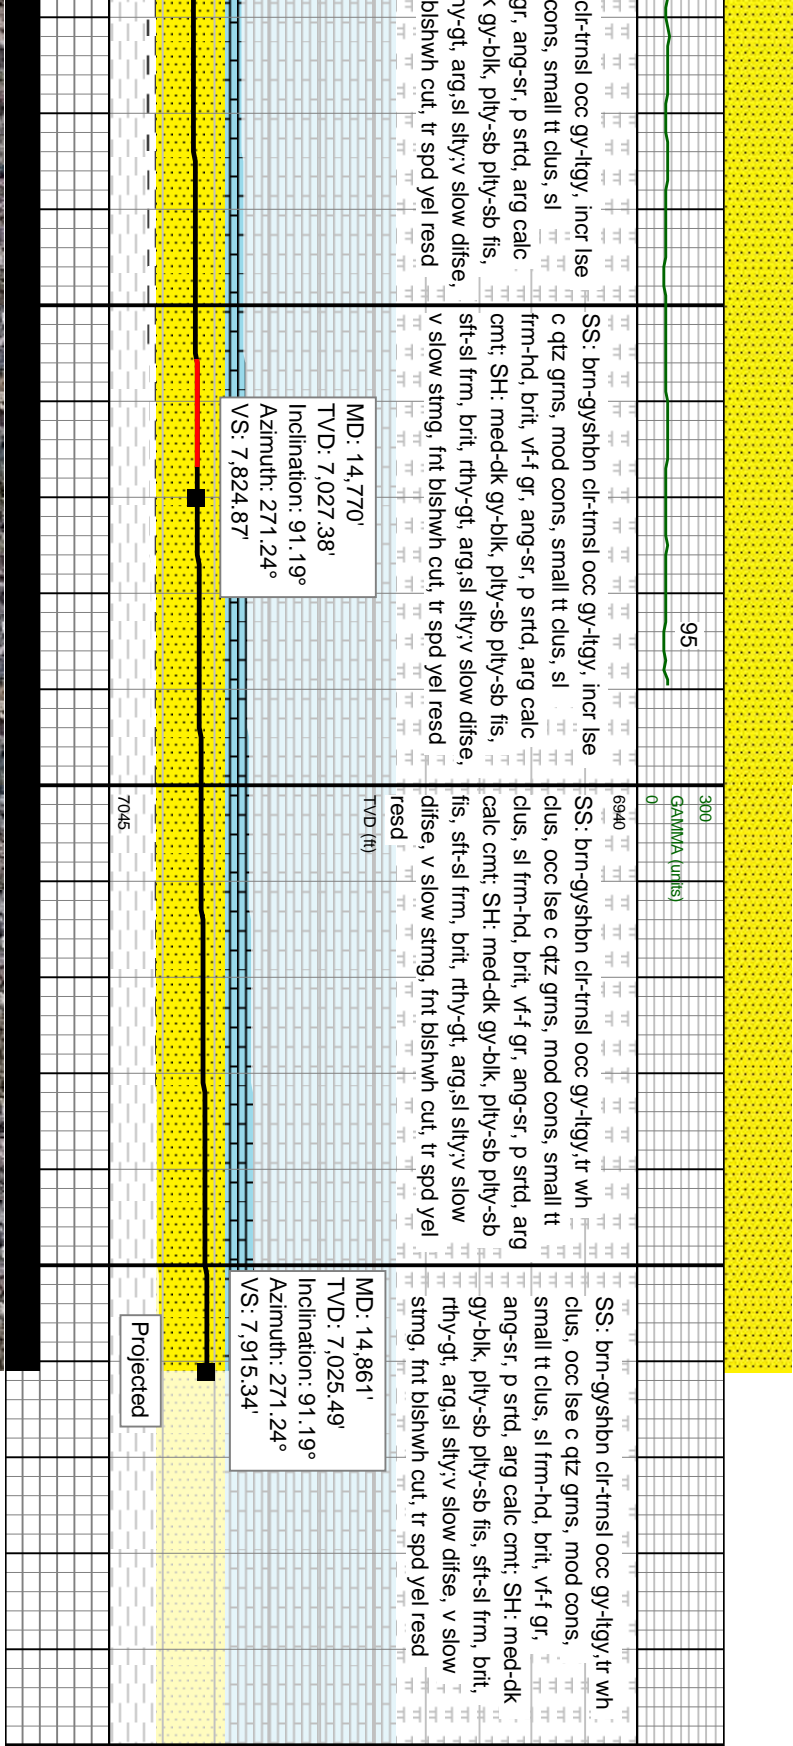 clr-trnsl occ gy-ltgy, incr lse
cons, small tt clus, sl
gr, ang-sr, p srtd, arg calc
k gy-blk, plty-sb plty-sb fis,
hy-gt, arg,sl slty;v slow difse,
blshwh cut, tr spd yel resd
SS: brn-gyshbn clr-trnsl occ gy-ltgy, incr lse
c qtz grns, mod cons, small tt clus, sl
frm-hd, brit, vf-f gr, ang-sr, p srtd, arg calc
cmt; SH: med-dk gy-blk, plty-sb plty-sb fis,
sft-sl frm, brit, rthy-gt, arg,sl slty;v slow difse,
v slow stmg, fnt blshwh cut, tr spd yel resd
MD: 14,770'
TVD: 7,027.38'
Inclination: 91.19°
Azimuth: 271.24°
VS: 7,824.87'
95
300
GAMMA (units)
0
6940
TVD (ft)
7045
SS: brn-gyshbn clr-trnsl occ gy-ltgy,tr wh
clus, occ lse c qtz grns, mod cons, small tt
clus, sl frm-hd, brit, vf-f gr, ang-sr, p srtd, arg
calc cmt; SH: med-dk gy-blk, plty-sb plty-sb
fis, sft-sl frm, brit, rthy-gt, arg,sl slty;v slow
difse, v slow stmg, fnt blshwh cut, tr spd yel
resd
SS: brn-gyshbn clr-trnsl occ gy-ltgy,tr wh
clus, occ lse c qtz grns, mod cons,
small tt clus, sl frm-hd, brit, vf-f gr,
ang-sr, p srtd, arg calc cmt; SH: med-dk
gy-blk, plty-sb plty-sb fis, sft-sl frm, brit,
rthy-gt, arg,sl slty;v slow difse, v slow
stmg, fnt blshwh cut, tr spd yel resd
MD: 14,861'
TVD: 7,025.49'
Inclination: 91.19°
Azimuth: 271.24°
VS: 7,915.34'
Projected